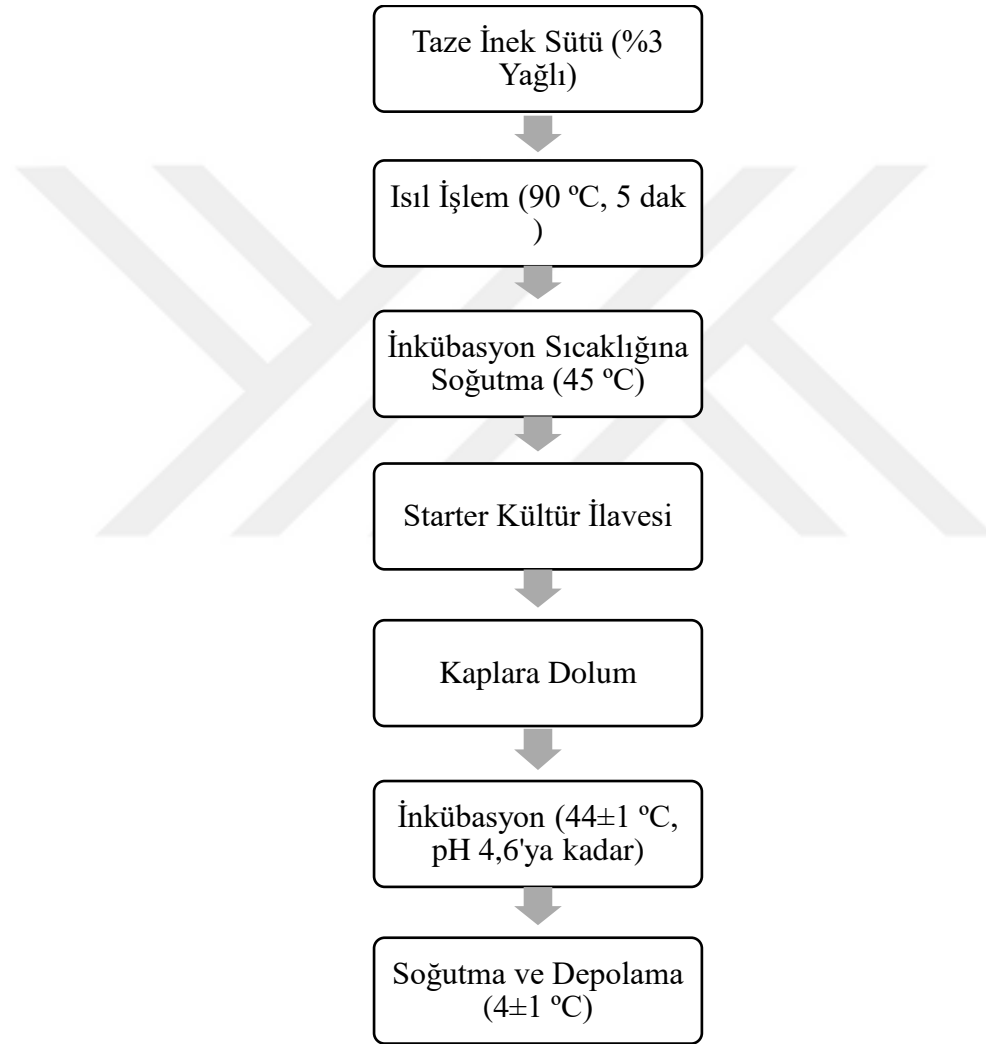 Taze İnek Sütü (%3
Yağlı)
Isıl İşlem (90 ºC, 5 dak
)
İnkübasyon Sıcaklığına
Soğutma (45 ºC)
Starter Kültür İlavesi
Kaplara Dolum
İnkübasyon (44±1 ºC,
pH 4,6'ya kadar)
Soğutma ve Depolama
(4±1 ºC)